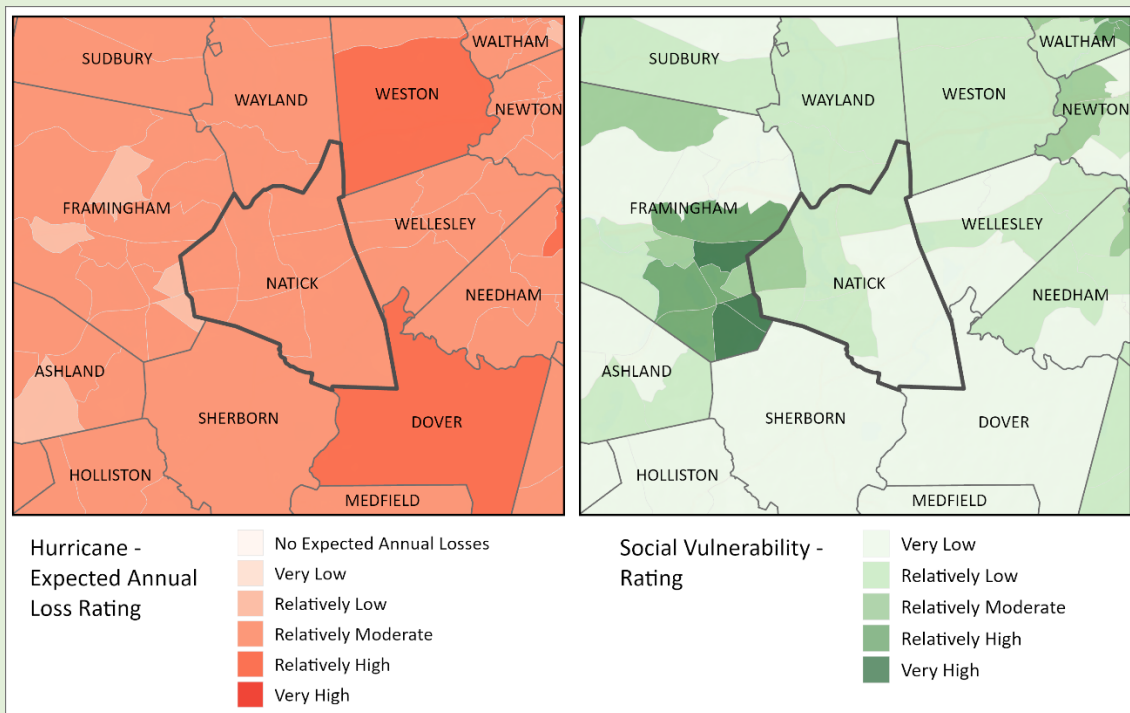 SUDBURY
WALTHAM
WAYLAND
WESTON
NEWTON
FRAMINGHAM
WELLESLEY
NATICK
NEEDHAM
ASHLAND
SHERBORN
DOVER
HOLLISTON
MEDFIELD
Hurricane -
Expected Annual
Loss Rating
No Expected Annual Losses
Very Low
Relatively Low
Relatively Moderate
Relatively High
Very High
SUDBURY
WALTHAM
WAYLAND
WESTON
NEWTON
FRAMINGHAM
WELLESLEY
NATICK
NEEDHAM
ASHLAND
SHERBORN
DOVER
HOLLISTON
MEDFIELD
Social Vulnerability -
Rating
Very Low
Relatively Low
Relatively Moderate
Relatively High
Very High